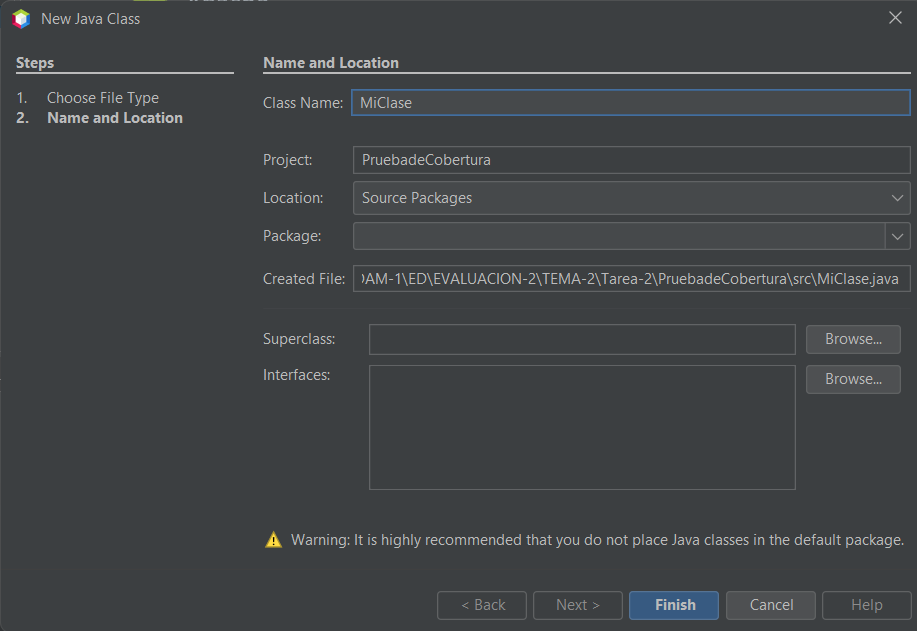 New Java Class
Steps
1. Choose File Type
2. Name and Location
Name and Location
Class Name: MiClase
Project: PruebadeCobertura
Location: Source Packages
Package:
Created File: AM-1\ED\EVALUACION-2\TEMA-2\Tarea-2\PruebadeCobertura\src\MiClase.java
Superclass: Browse...
Interfaces: Browse...
Warning: It is highly recommended that you do not place Java classes in the default package.
< Back Next > Finish Cancel Help